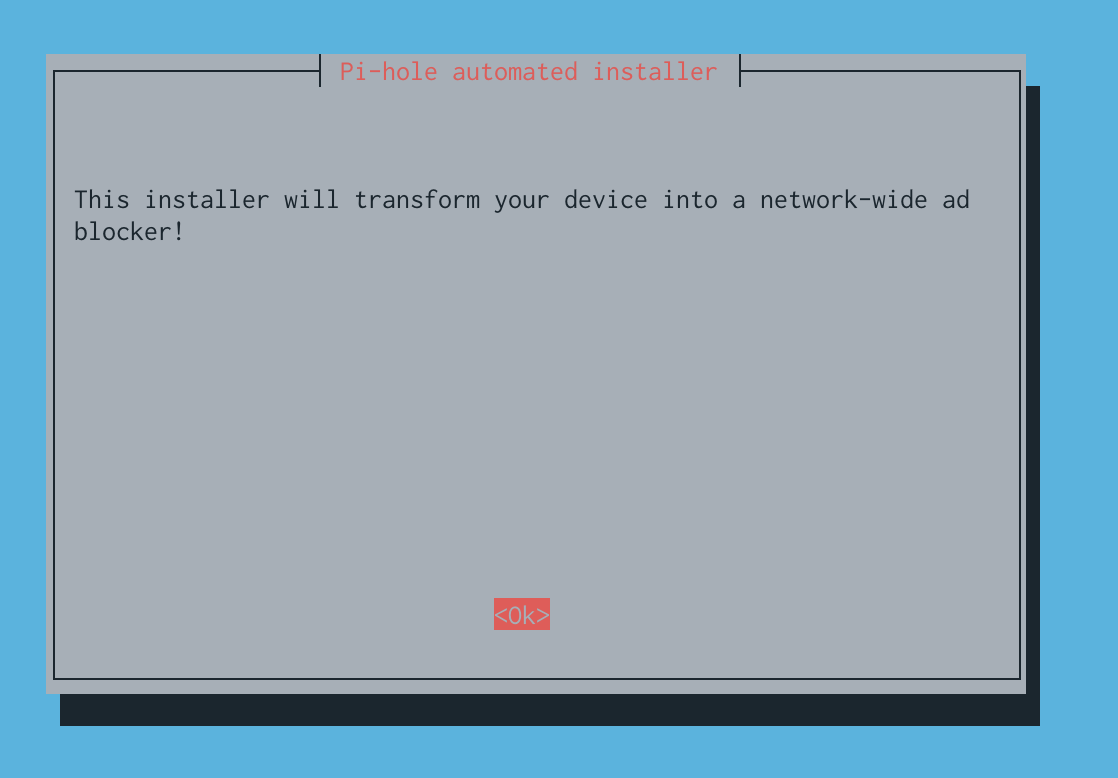 Pi-hole automated installer
This installer will transform your device into a network-wide ad
blocker!
<Ok>